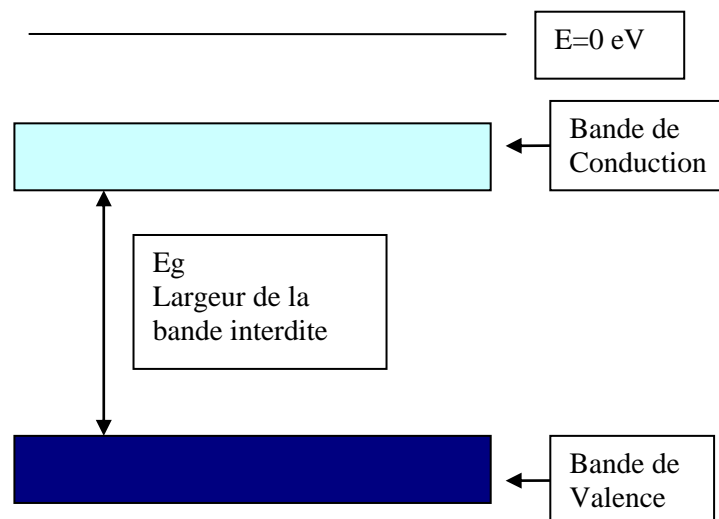 E=0 eV
Bande de
Conduction
Eg
Largeur de la
bande interdite
Bande de
Valence